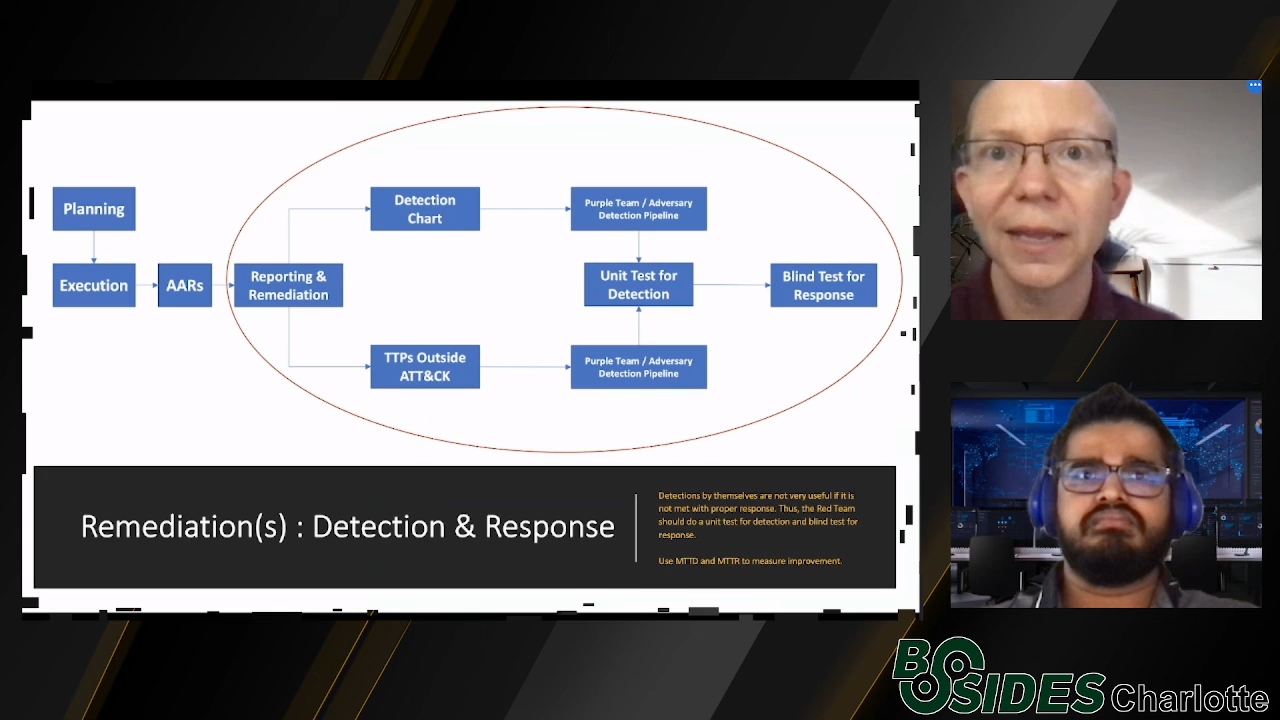 Planning
Execution
AARs
Reporting &
Remediation
Detection
Chart
TTPs Outside
ATT&CK
Purple Team / Adversary
Detection Pipeline
Unit Test for
Detection
Purple Team / Adversary
Detection Pipeline
Blind Test for
Response
Remediation(s) : Detection & Response
Detections by themselves are not very useful if it is
not met with proper response. Thus, the Red Team
should do a unit test for detection and blind test for
response.
Use MTTD and MTTR to measure improvement.
BSIDES Charlotte